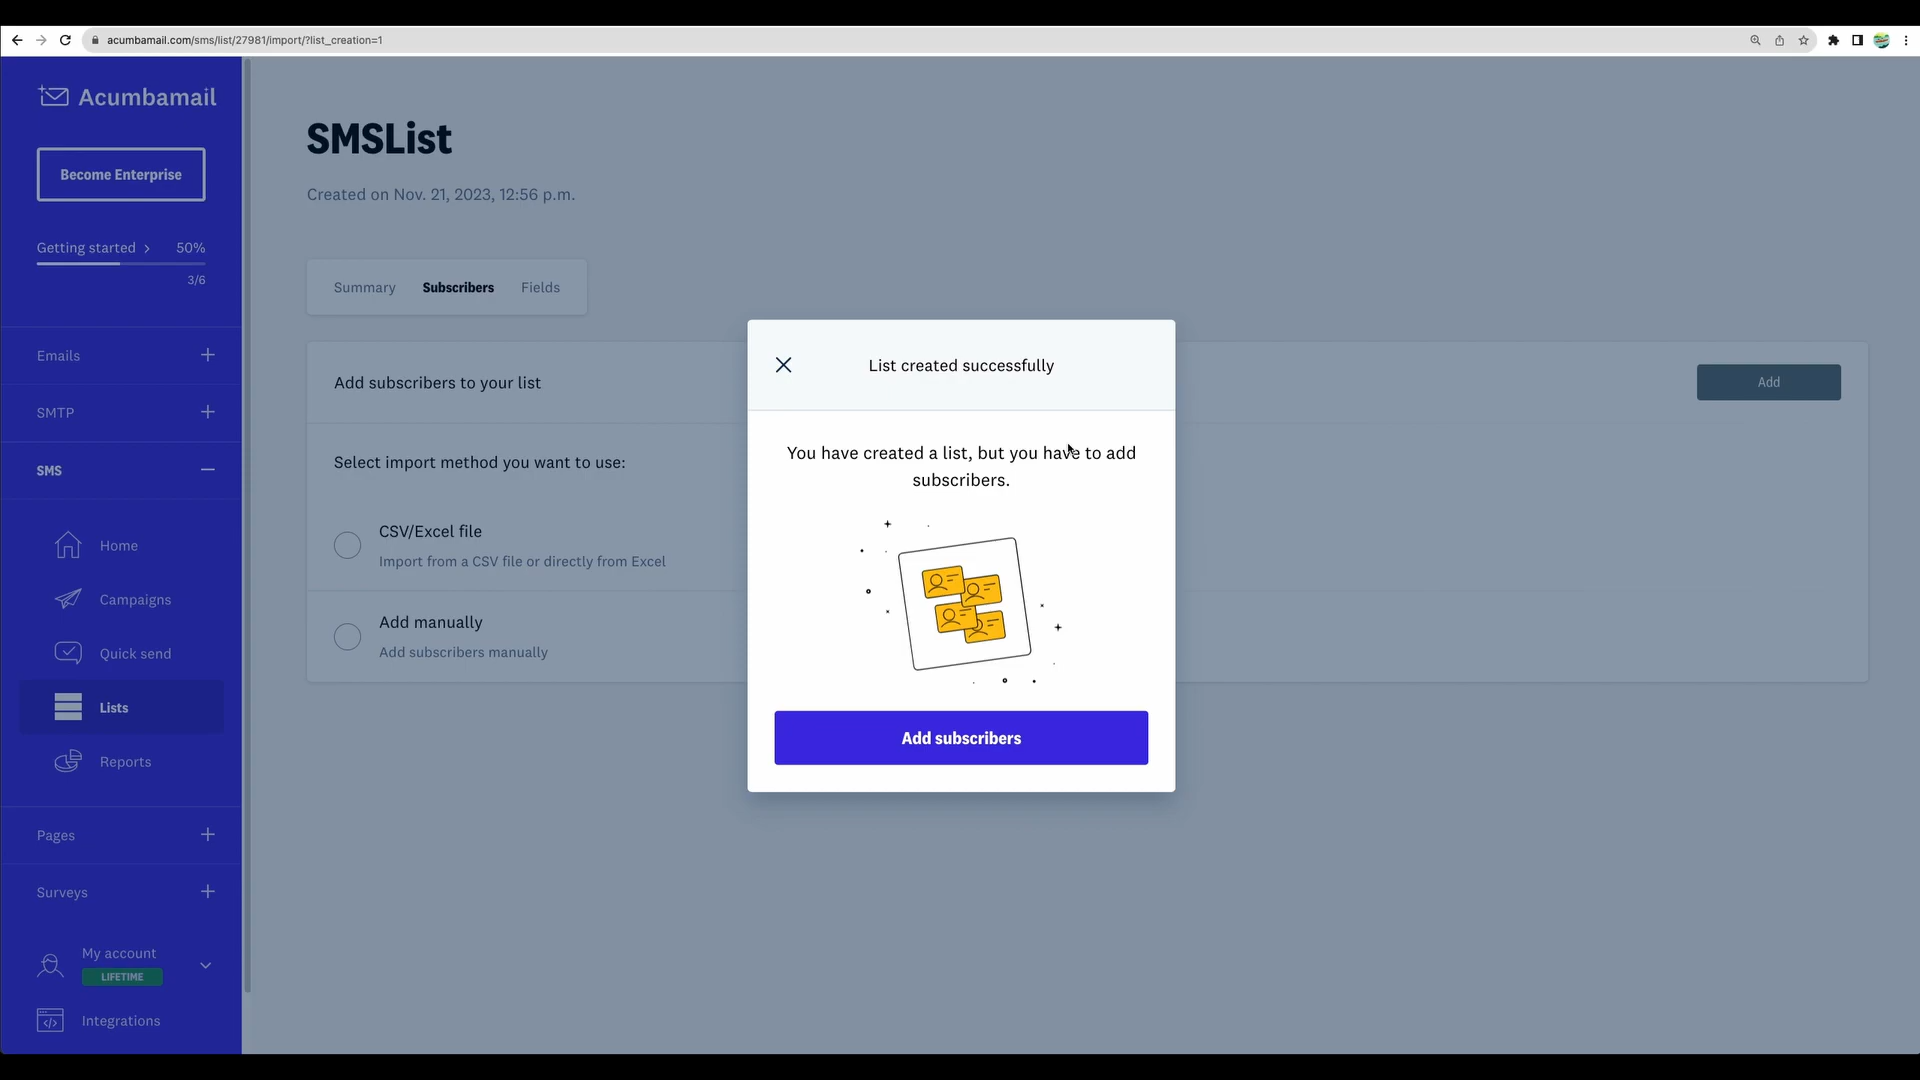 acumbamail.com/sms/list/27981/import/?list_creation=1
Acumbamail
Become Enterprise
Getting started > 50%
3/6
Emails
SMTP
SMS
Home
Campaigns
Quick send
Lists
Reports
Pages
Surveys
My account
LIFETIME
Integrations
SMSList
Created on Nov. 21, 2023, 12:56 p.m.
Summary Subscribers Fields
Add subscribers to your list
Add
Select import method you want to use:
CSV/Excel file
Import from a CSV file or directly from Excel
Add manually
Add subscribers manually
List created successfully
You have created a list, but you have to add
subscribers.
Add subscribers